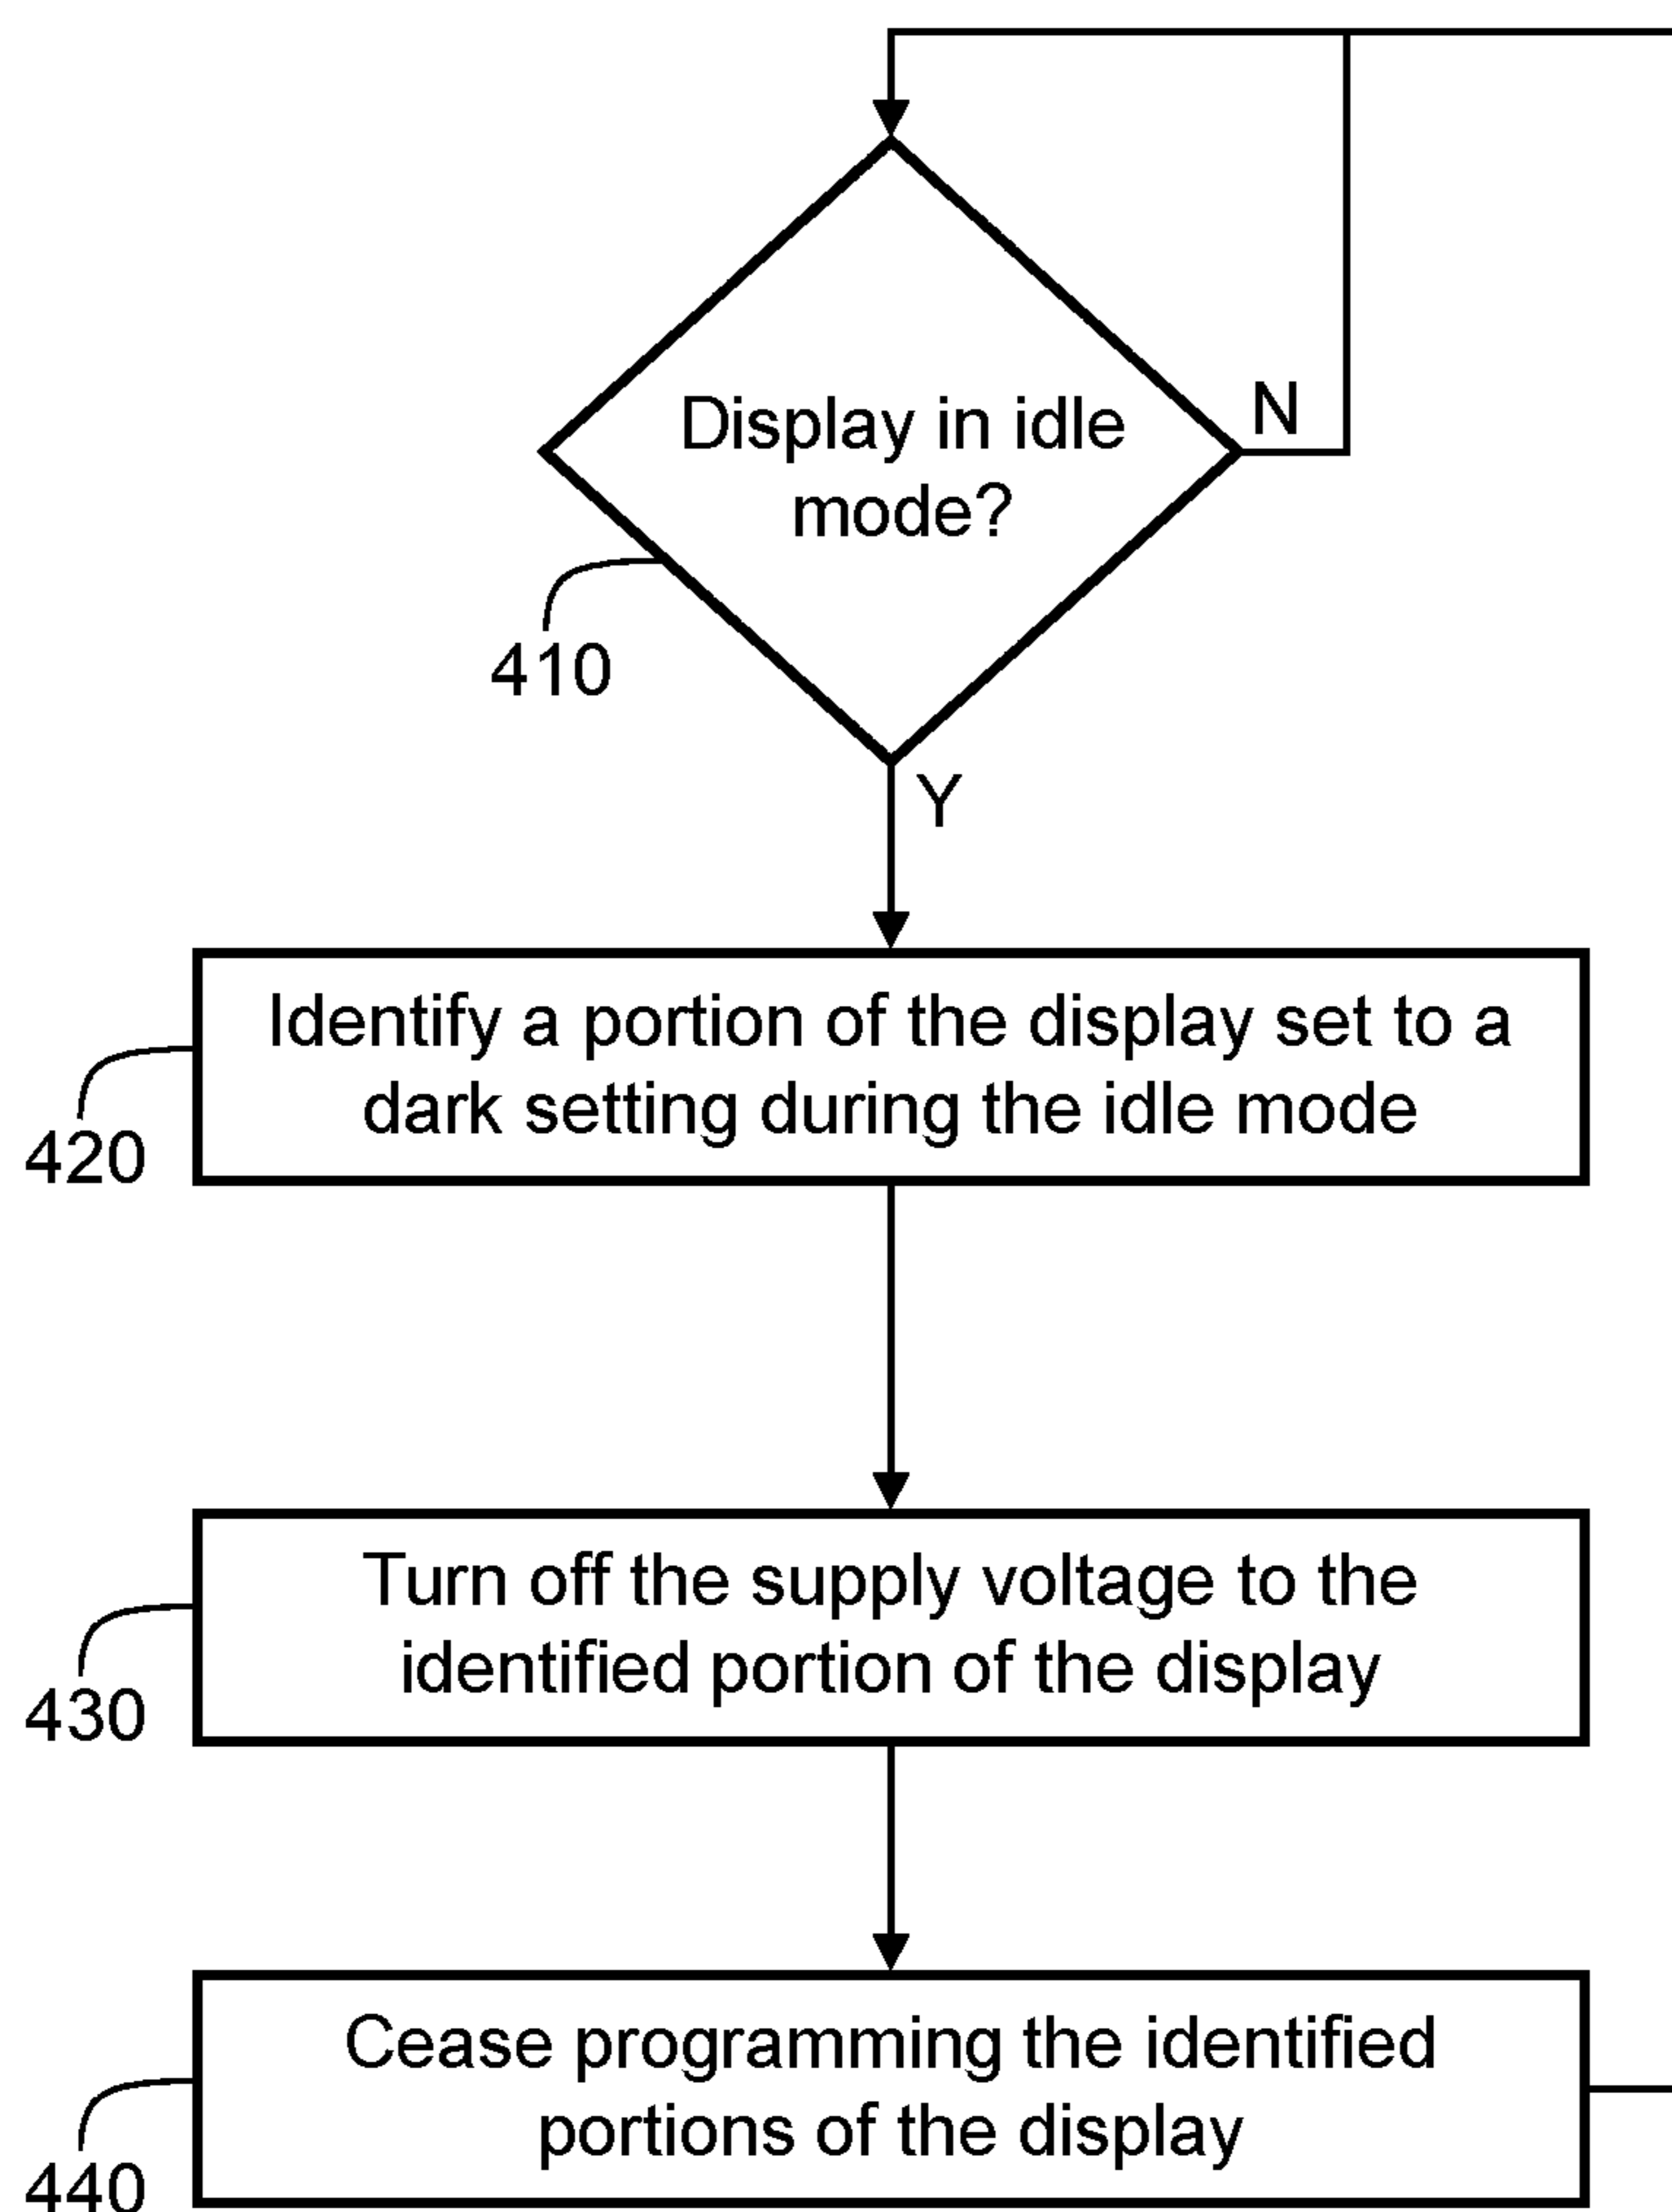 Display in idle
mode?
N
410
Y
Identify a portion of the display set to a
dark setting during the idle mode
420
Turn off the supply voltage to the
identified portion of the display
430
Cease programming the identified
portions of the display
440